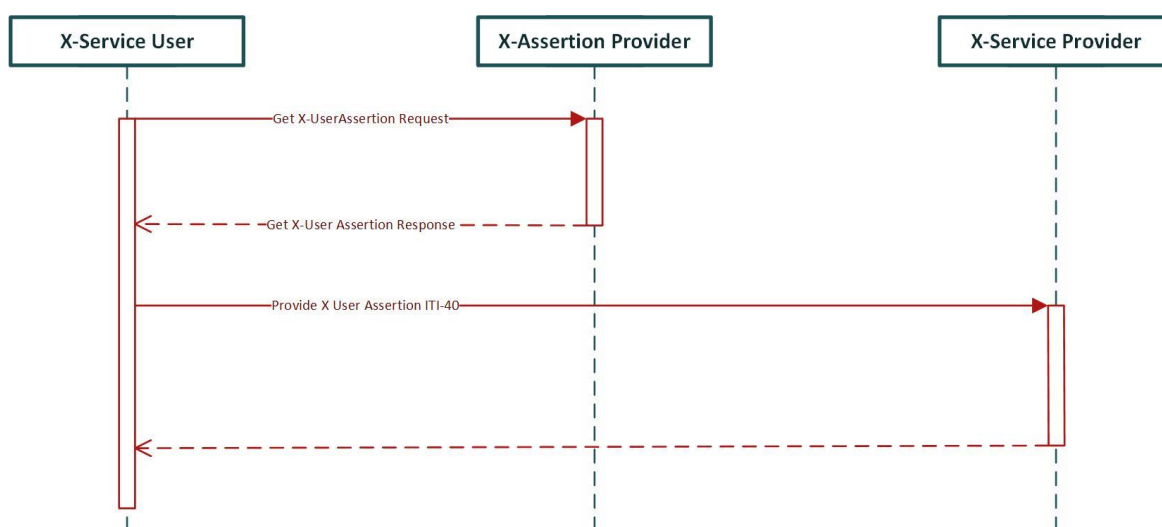 X-Service User
X-Assertion Provider
X-Service Provider
Get X-UserAssertion Request
Get X-User Assertion Response
Provide X User Assertion ITI-40